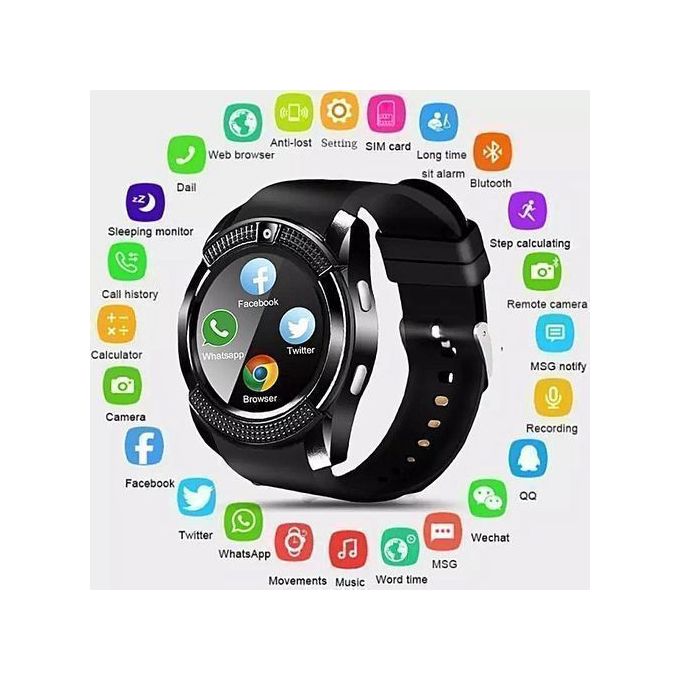 Anti-lost
Setting
SIM card
Web browser
Long time
sit alarm
Dail
Blutooth
zZ
Sleeping monitor
Step calculating
Call history
Remote camera
Facebook
Calculator
Whatsapp
Twitter
MSG notify
Browser
Camera
Recording
Facebook
QQ
Twitter
Wechat
WhatsApp
MSG
Movements
Music
Word time